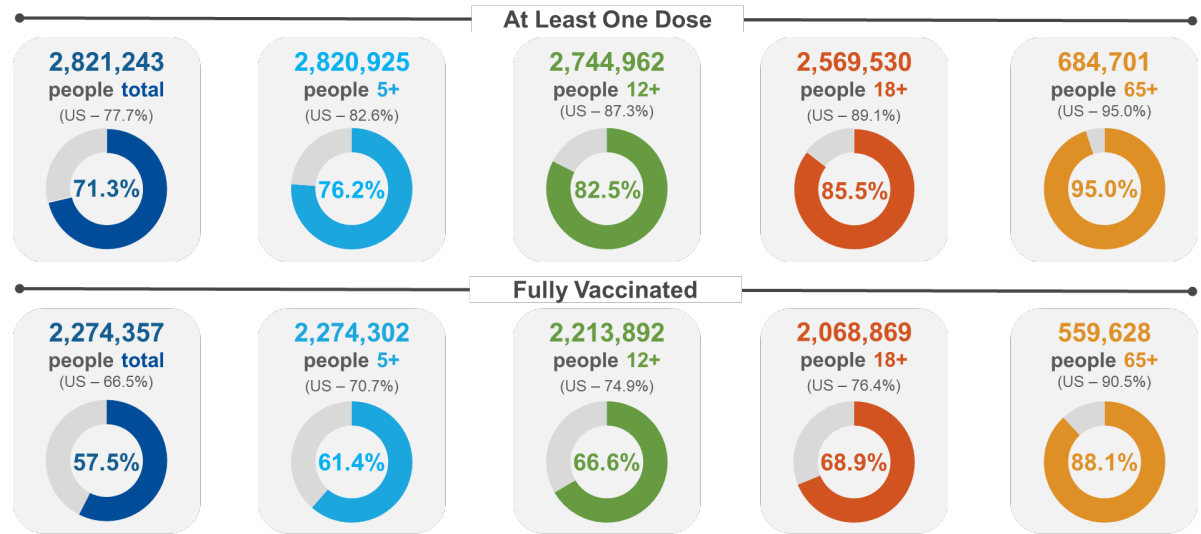 At Least One Dose
2,821,243
people total
(US – 77.7%)
71.3%
2,820,925
people 5+
(US – 82.6%)
76.2%
2,744,962
people 12+
(US – 87.3%)
82.5%
2,569,530
people 18+
(US – 89.1%)
85.5%
684,701
people 65+
(US – 95.0%)
95.0%
Fully Vaccinated
2,274,357
people total
(US – 66.5%)
57.5%
2,274,302
people 5+
(US – 70.7%)
61.4%
2,213,892
people 12+
(US – 74.9%)
66.6%
2,068,869
people 18+
(US – 76.4%)
68.9%
559,628
people 65+
(US – 90.5%)
88.1%